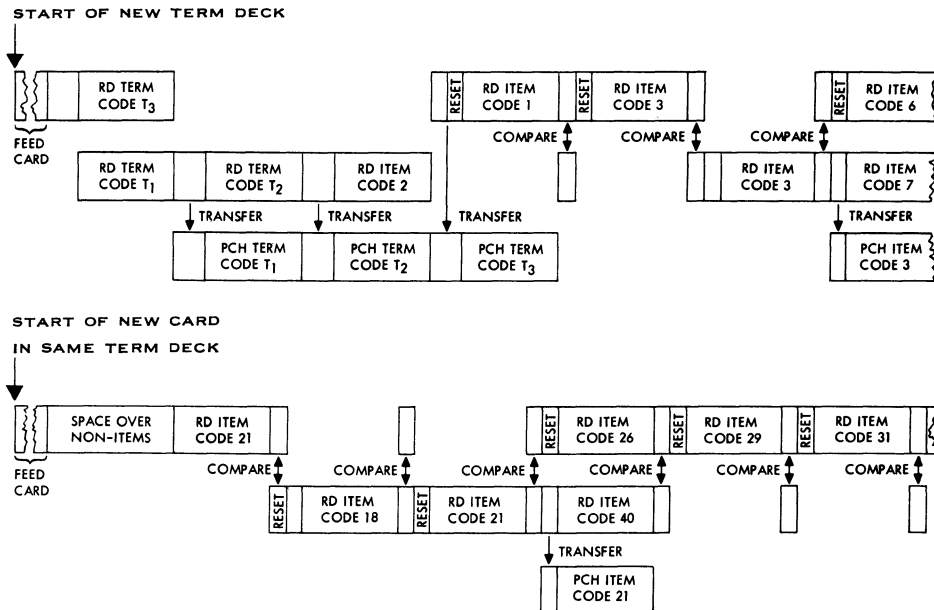 START OF NEW TERM DECK
RD TERM
CODE T3
RESET
RD ITEM
CODE 1
RESET
RD ITEM
CODE 3
RESET
RD ITEM
CODE 6
FEED
CARD
COMPARE
COMPARE
COMPARE
RD TERM
CODE T1
RD TERM
CODE T2
RD ITEM
CODE 2
RD ITEM
CODE 3
RD ITEM
CODE 7
TRANSFER
TRANSFER
TRANSFER
TRANSFER
PCH TERM
CODE T1
PCH TERM
CODE T2
PCH TERM
CODE T3
PCH ITEM
CODE 3
START OF NEW CARD
IN SAME TERM DECK
SPACE OVER
NON-ITEMS
RD ITEM
CODE 21
RESET
RD ITEM
CODE 26
RESET
RD ITEM
CODE 29
RESET
RD ITEM
CODE 31
FEED
CARD
COMPARE
COMPARE
COMPARE
COMPARE
COMPARE
COMPARE
RESET
RD ITEM
CODE 18
RESET
RD ITEM
CODE 21
RD ITEM
CODE 40
TRANSFER
PCH ITEM
CODE 21